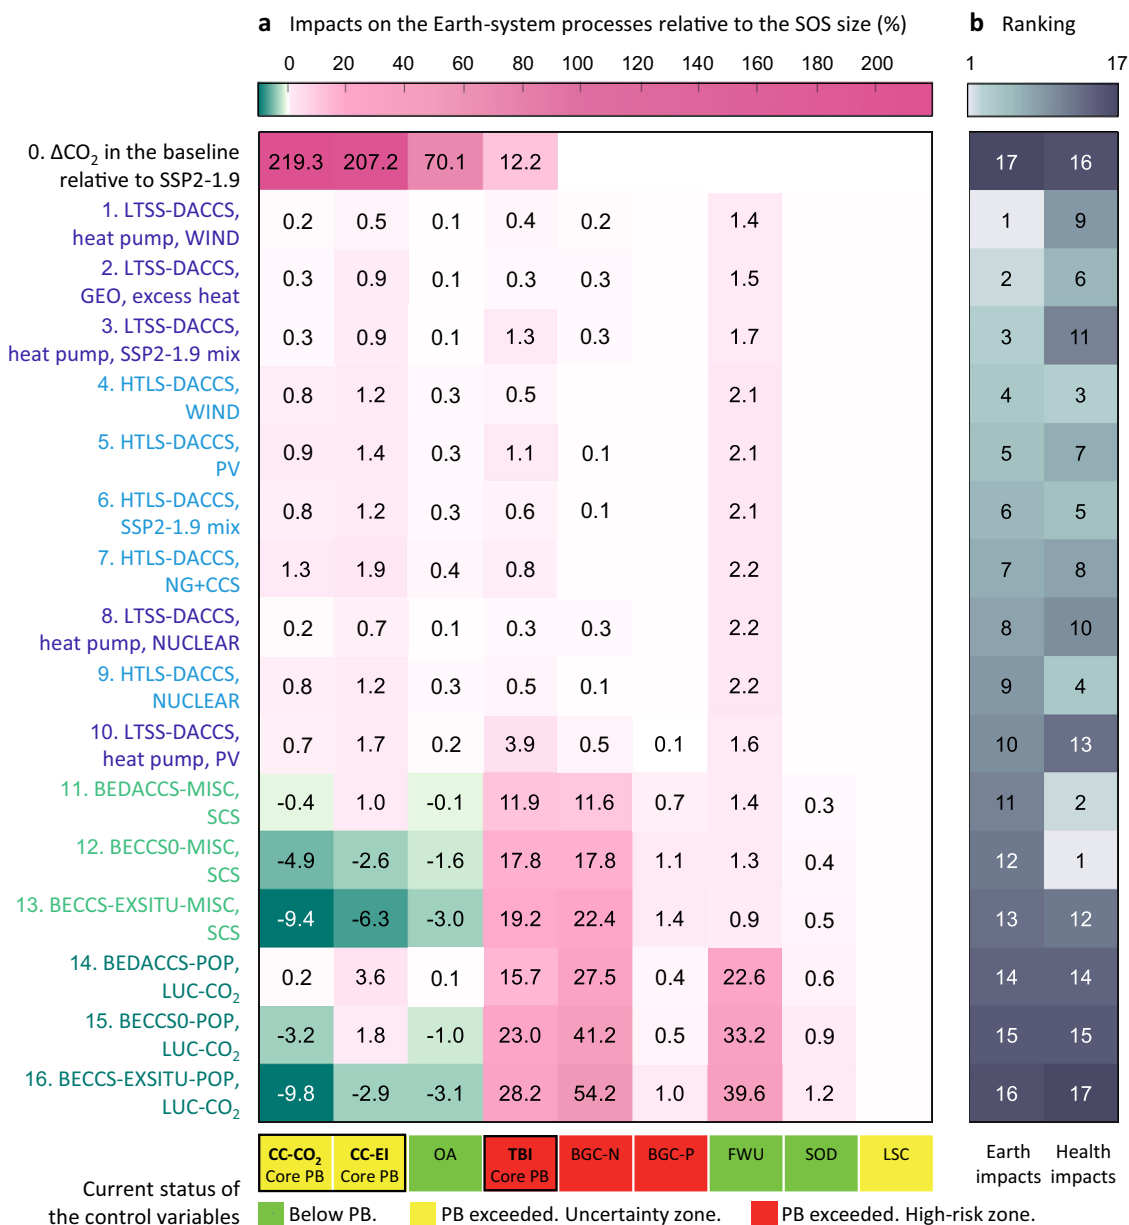 a Impacts on the Earth-system processes relative to the SOS size (%)
b Ranking
0 20 40 60 80 100 120 140 160 180 200
1 17
0. ΔCO₂ in the baseline
relative to SSP2-1.9
219.3 207.2 70.1 12.2 17 16
1. LTSS-DACCS,
heat pump, WIND
0.2 0.5 0.1 0.4 0.2 1.4 1 9
2. LTSS-DACCS,
GEO, excess heat
0.3 0.9 0.1 0.3 0.3 1.5 2 6
3. LTSS-DACCS,
heat pump, SSP2-1.9 mix
0.3 0.9 0.1 1.3 0.3 1.7 3 11
4. HTLS-DACCS,
WIND
0.8 1.2 0.3 0.5 2.1 4 3
5. HTLS-DACCS,
PV
0.9 1.4 0.3 1.1 0.1 2.1 5 7
6. HTLS-DACCS,
SSP2-1.9 mix
0.8 1.2 0.3 0.6 0.1 2.1 6 5
7. HTLS-DACCS,
NG+CCS
1.3 1.9 0.4 0.8 2.2 7 8
8. LTSS-DACCS,
heat pump, NUCLEAR
0.2 0.7 0.1 0.3 0.3 2.2 8 10
9. HTLS-DACCS,
NUCLEAR
0.8 1.2 0.3 0.5 0.1 2.2 9 4
10. LTSS-DACCS,
heat pump, PV
0.7 1.7 0.2 3.9 0.5 0.1 1.6 10 13
11. BEDACCS-MISC,
SCS
-0.4 1.0 -0.1 11.9 11.6 0.7 1.4 0.3 11 2
12. BECCS0-MISC,
SCS
-4.9 -2.6 -1.6 17.8 17.8 1.1 1.3 0.4 12 1
13. BECCS-EXSITU-MISC,
SCS
-9.4 -6.3 -3.0 19.2 22.4 1.4 0.9 0.5 13 12
14. BEDACCS-POP,
LUC-CO₂
0.2 3.6 0.1 15.7 27.5 0.4 22.6 0.6 14 14
15. BECCS0-POP,
LUC-CO₂
-3.2 1.8 -1.0 23.0 41.2 0.5 33.2 0.9 15 15
16. BECCS-EXSITU-POP,
LUC-CO₂
-9.8 -2.9 -3.1 28.2 54.2 1.0 39.6 1.2 16 17
CC-CO₂ CC-EI OA TBI BGC-N BGC-P FWU SOD LSC
Core PB Core PB Core PB
Earth Health
impacts impacts
Current status of
the control variables
Below PB. PB exceeded. Uncertainty zone. PB exceeded. High-risk zone.